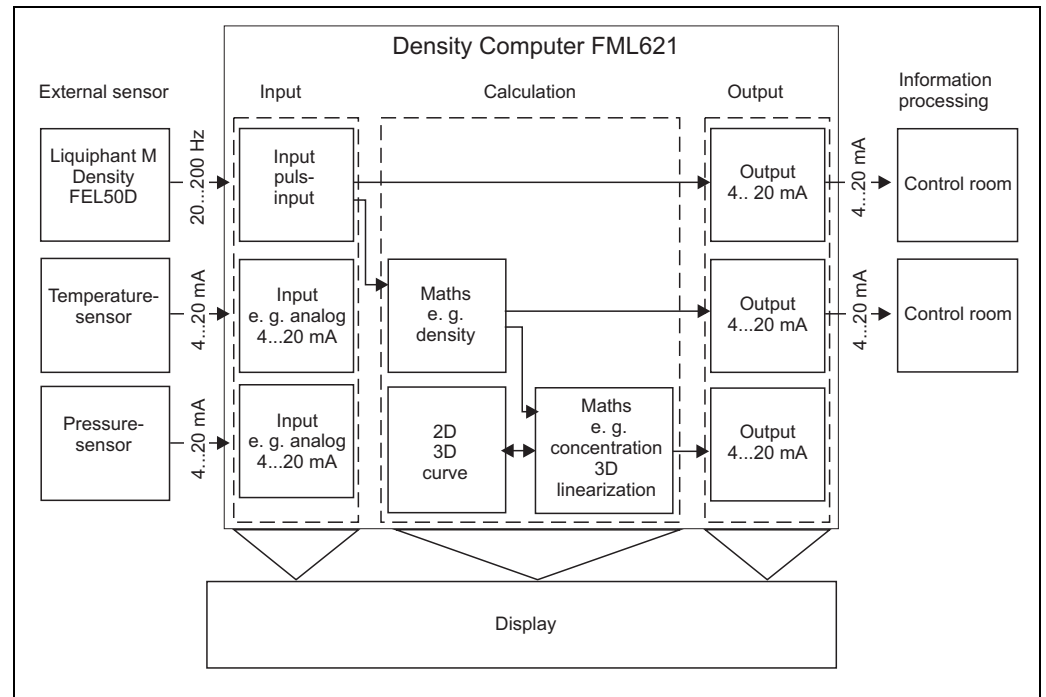 Density Computer FML621
External sensor
Input
Calculation
Output
Information
processing
Liquiphant M
Density
FEL50D
20...200 Hz
Input
puls-
input
Output
4.. 20 mA
4...20 mA
Control room
Temperature-
sensor
4...20 mA
Input
e. g. analog
4...20 mA
Maths
e. g.
density
Output
4...20 mA
4...20 mA
Control room
Pressure-
sensor
4...20 mA
Input
e. g. analog
4...20 mA
2D
3D
curve
Maths
e. g.
concentration
3D
linearization
Output
4...20 mA
Display